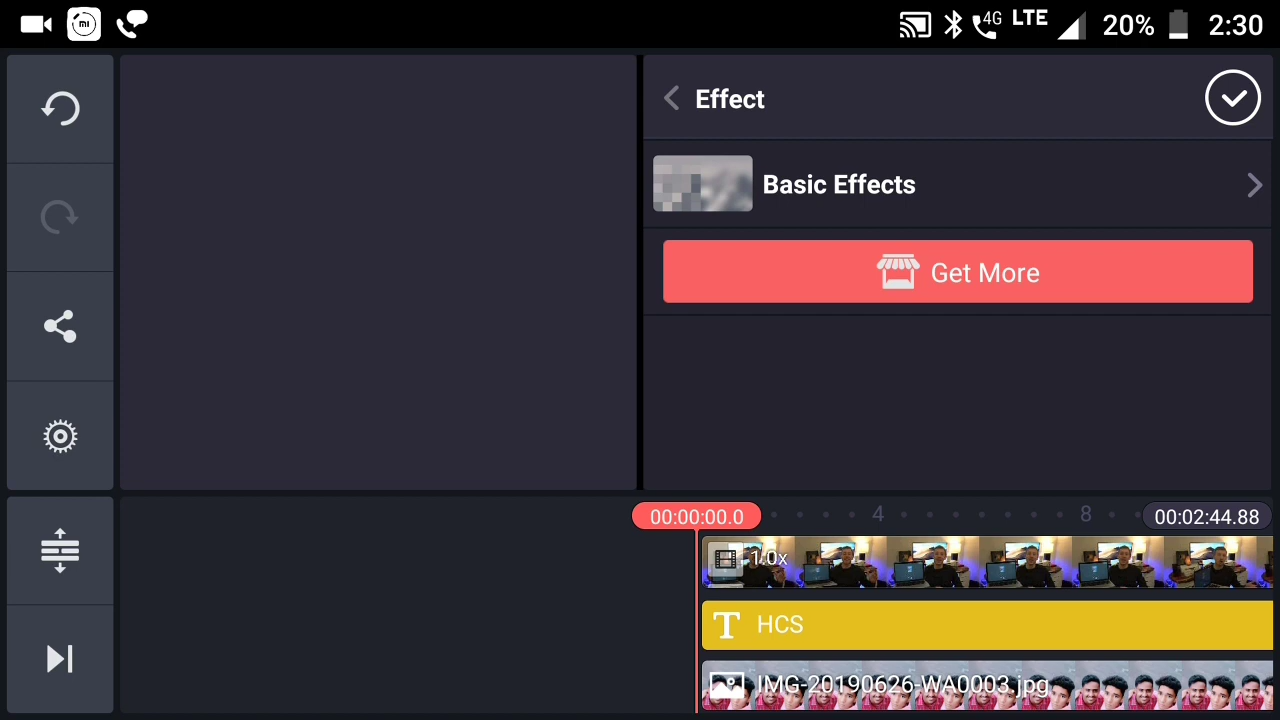 4G LTE 20% 2:30
Effect
Basic Effects
Get More
00:00:00.0 4 8 00:02:44.88
1.0x
T HCS
IMG-20190626-WA0003.jpg